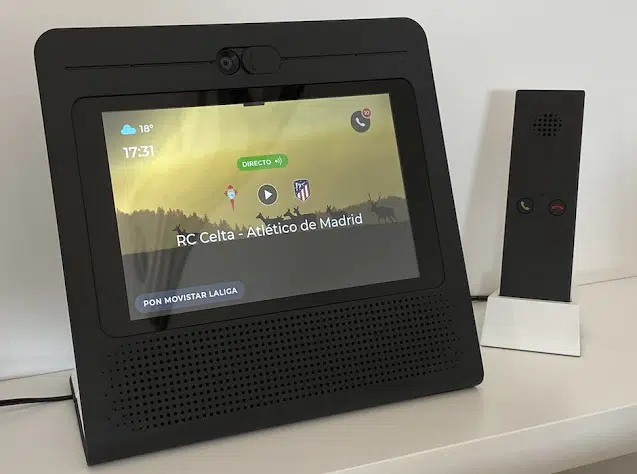 18°
17:31
DIRECTO
RC Celta - Atlético de Madrid
PON MOVISTAR LALIGA